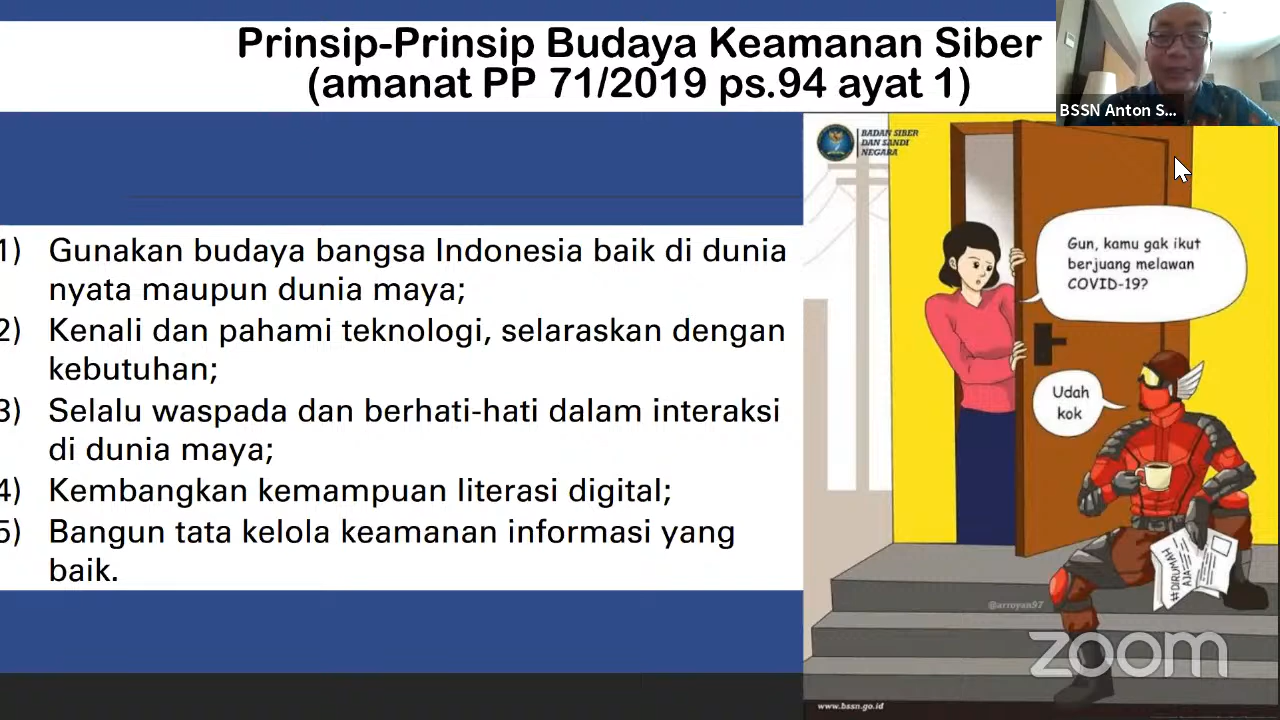 Prinsip-Prinsip Budaya Keamanan Siber
(amanat PP 71/2019 ps.94 ayat 1)
BSSN Anton S...
1) Gunakan budaya bangsa Indonesia baik di dunia
nyata maupun dunia maya;
2) Kenali dan pahami teknologi, selaraskan dengan
kebutuhan;
3) Selalu waspada dan berhati-hati dalam interaksi
di dunia maya;
4) Kembangkan kemampuan literasi digital;
5) Bangun tata kelola keamanan informasi yang
baik.
BADAN SIBER
DAN SANDI
NEGARA
Gun, kamu gak ikut
berjuang melawan
COVID-19?
Udah
kok
#DIRUMAH
AJA
@arroyan97
zoom
www.bssn.go.id